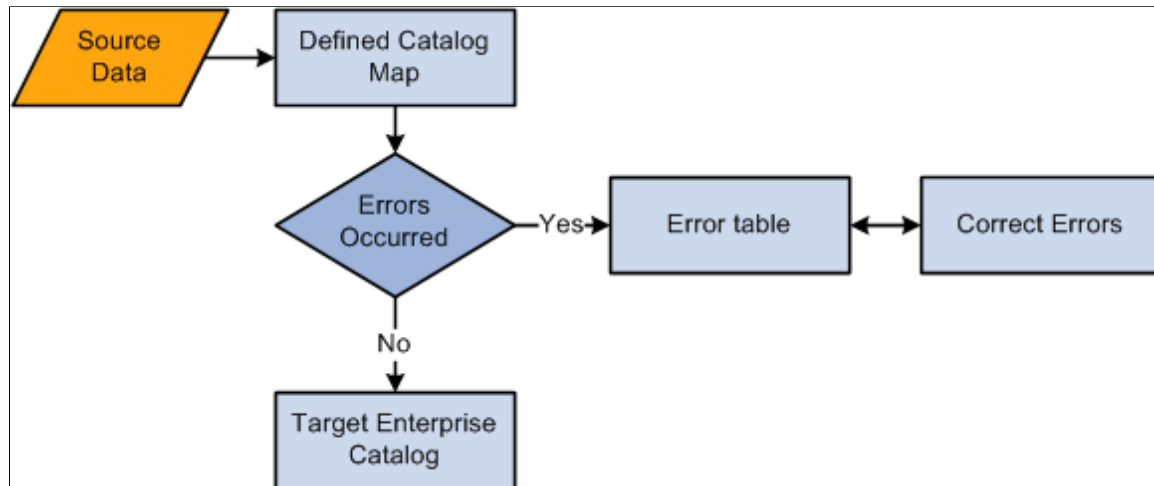 Source
Data
Defined Catalog
Map
Errors
Occurred
Yes
Error table
Correct Errors
No
Target Enterprise
Catalog